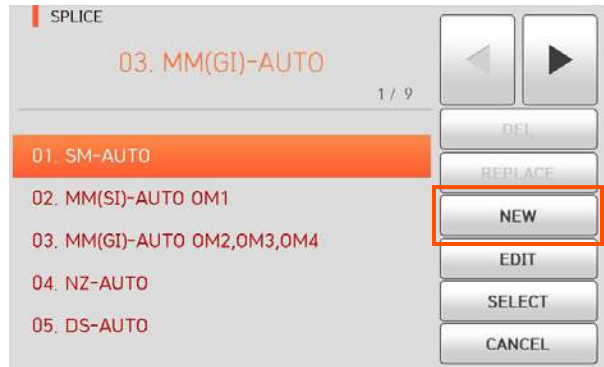 SPLICE
03. MM(GI)-AUTO
1 / 9
01. SM-AUTO
02. MM(SI)-AUTO OM1
03. MM(GI)-AUTO OM2,OM3,OM4
04. NZ-AUTO
05. DS-AUTO
DEL
REPLACE
NEW
EDIT
SELECT
CANCEL